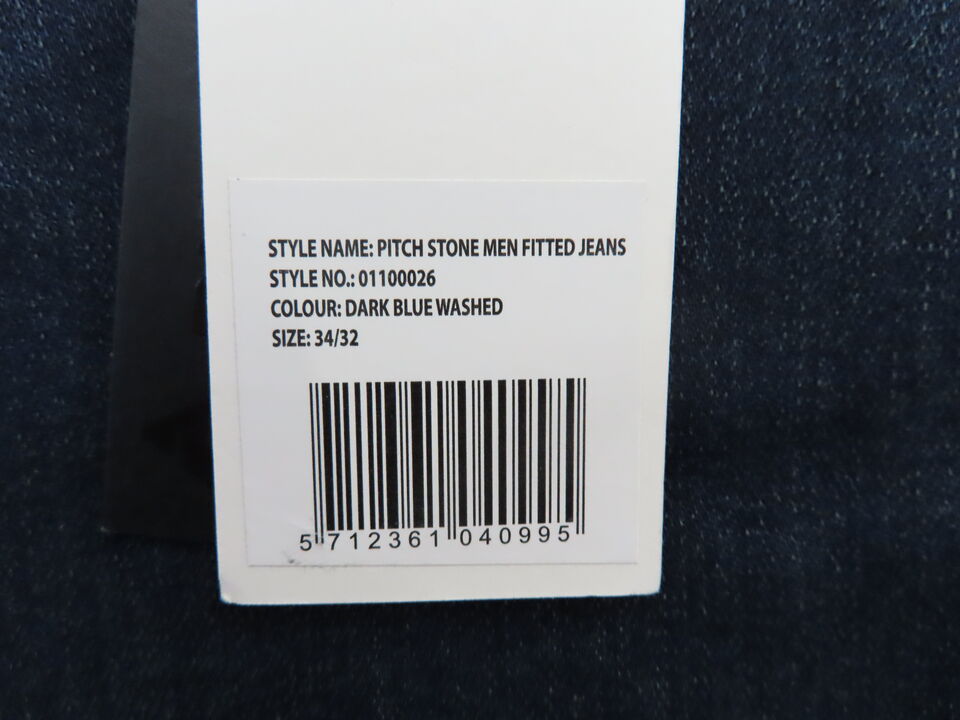 STYLE NAME: PITCH STONE MEN FITTED JEANS
STYLE NO.: 01100026
COLOUR: DARK BLUE WASHED
SIZE: 34/32
5 712361 040995